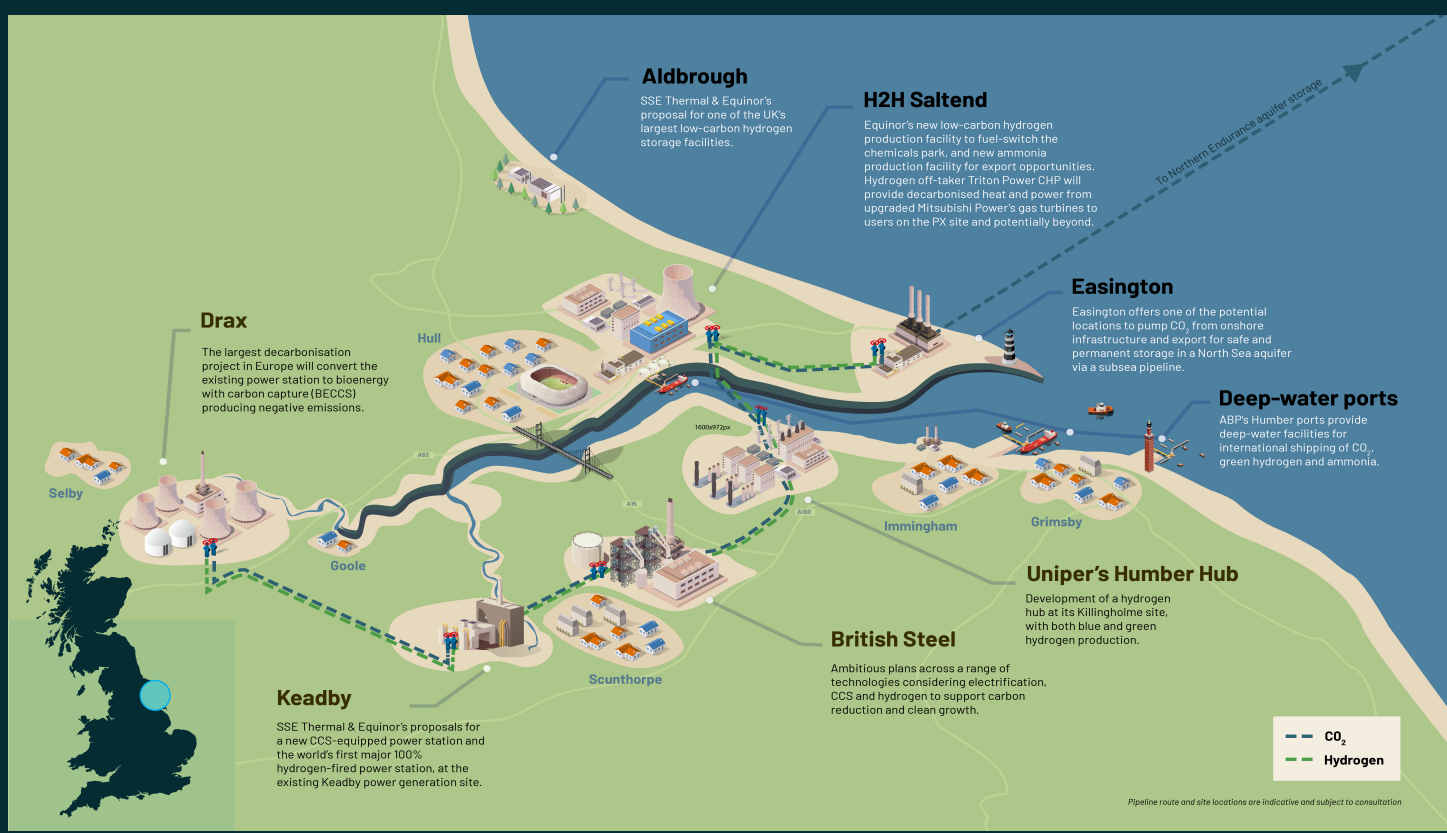 Aldbrough
SSE Thermal & Equinor's
proposal for one of the UK's
largest low-carbon hydrogen
storage facilities.
H2H Saltend
Equinor's new low-carbon hydrogen
production facility to fuel-switch the
chemicals park, and new ammonia
production facility for export opportunities.
Hydrogen off-taker Triton Power CHP will
provide decarbonised heat and power from
upgraded Mitsubishi Power's gas turbines to
users on the PX site and potentially beyond.
To Northern Endurance aquifer storage
Easington
Easington offers one of the potential
locations to pump CO₂ from onshore
infrastructure and export for safe and
permanent storage in a North Sea aquifer
via a subsea pipeline.
Drax
The largest decarbonisation
project in Europe will convert the
existing power station to bioenergy
with carbon capture (BECCS)
producing negative emissions.
Hull
Deep-water ports
ABP's Humber ports provide
deep-water facilities for
international shipping of CO₂,
green hydrogen and ammonia.
1600x972px
A63
Selby
A15
A180
Immingham
Grimsby
Goole
Uniper's Humber Hub
Development of a hydrogen
hub at its Killingholme site,
with both blue and green
hydrogen production.
British Steel
Ambitious plans across a range of
technologies considering electrification,
CCS and hydrogen to support carbon
reduction and clean growth.
Scunthorpe
Keadby
SSE Thermal & Equinor's proposals for
a new CCS-equipped power station and
the world's first major 100%
hydrogen-fired power station, at the
existing Keadby power generation site.
CO₂
Hydrogen
Pipeline route and site locations are indicative and subject to consultation